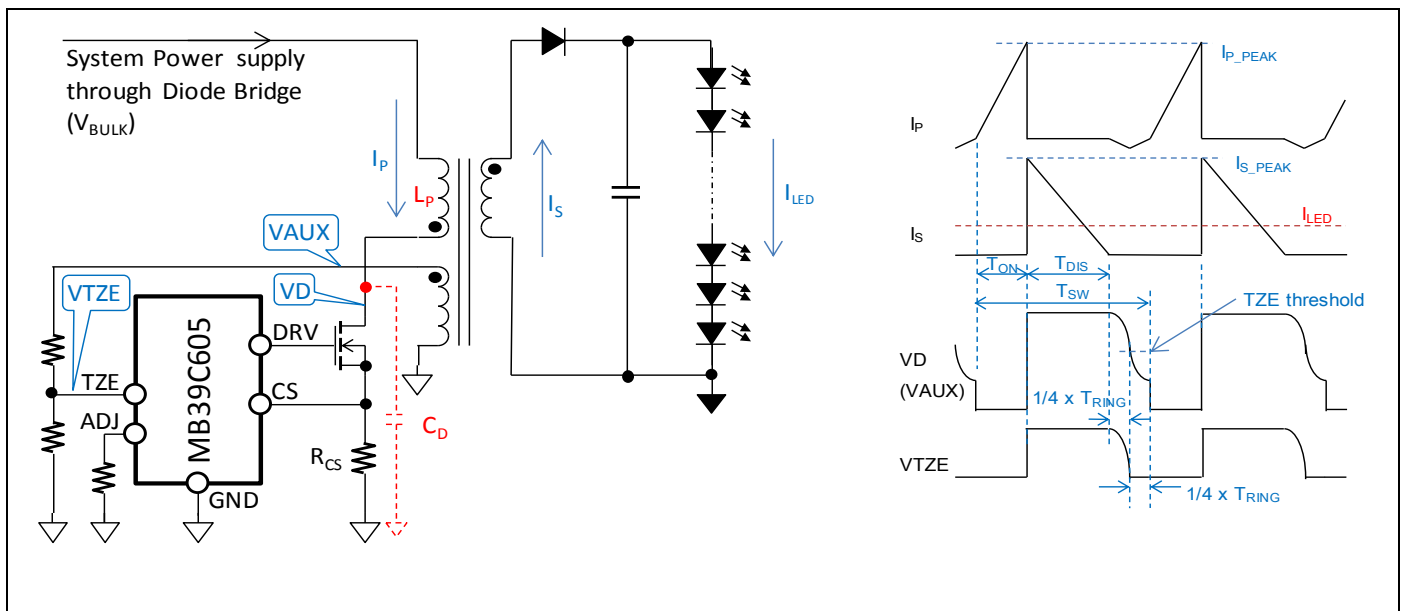 System Power supply
through Diode Bridge
(VBULK)
IP
LP
IS
ILED
VAUX
VTZE
VD
MB39C605
DRV
TZE
CS
ADJ
GND
RCS
CD
IP_PEAK
IP
IS_PEAK
ILED
IS
TON
TDIS
TSW
TZE threshold
VD
(VAUX)
1/4 x TRING
VTZE
1/4 x TRING